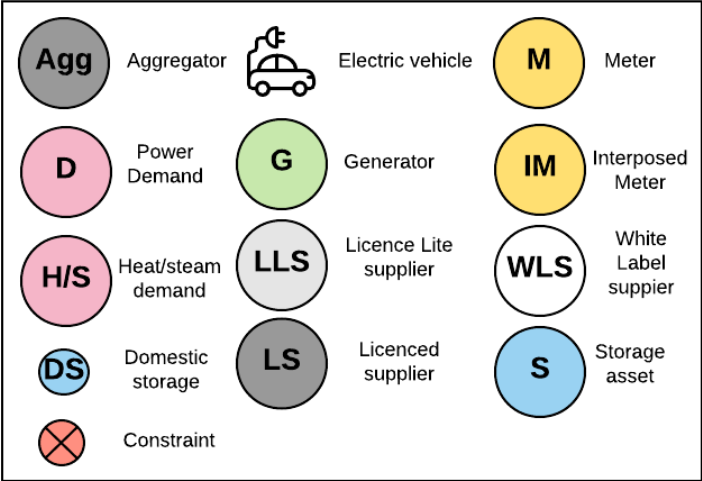 Agg
Aggregator
Electric vehicle
M
Meter
D
Power
Demand
G
Generator
IM
Interposed
Meter
H/S
Heat/steam
demand
LLS
Licence Lite
supplier
WLS
White
Label
suppier
DS
Domestic
storage
LS
Licenced
supplier
S
Storage
asset
Constraint